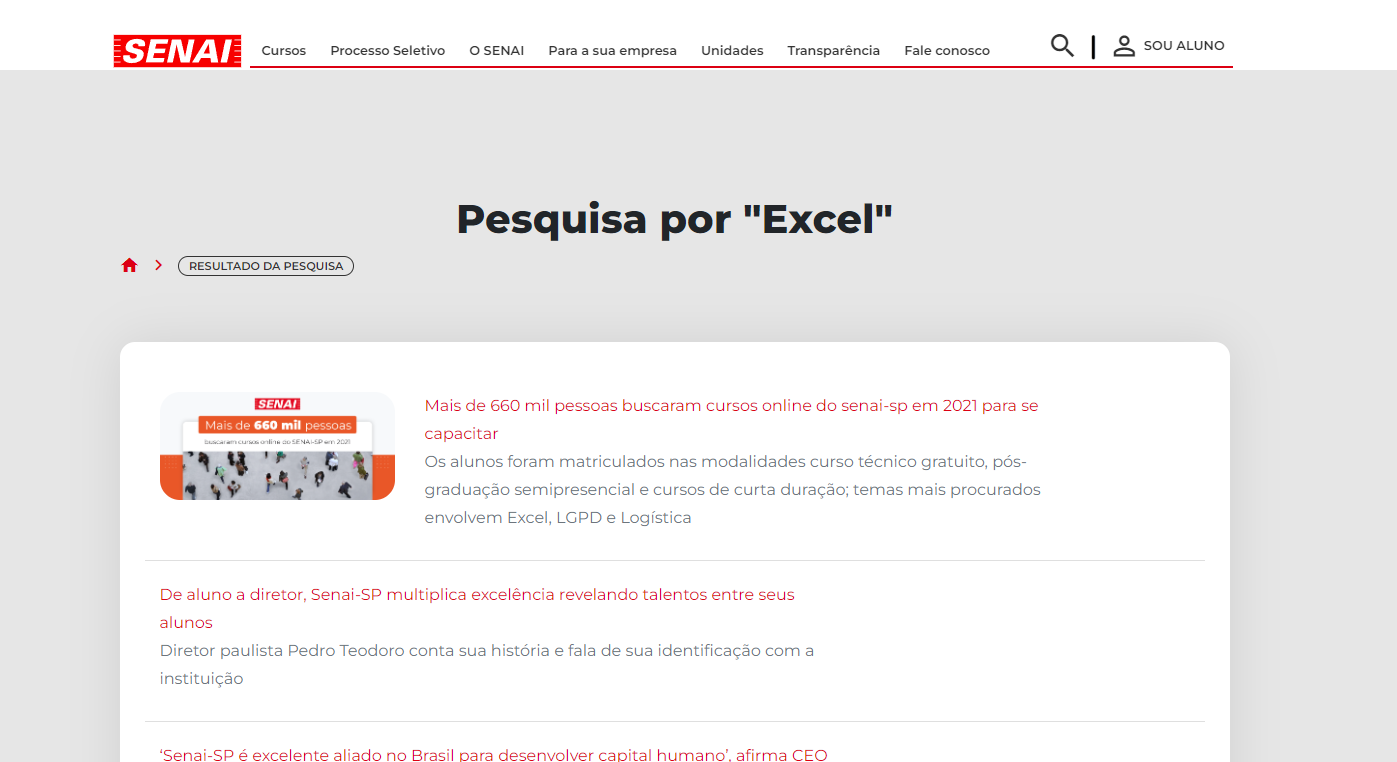 SENAI
Cursos Processo Seletivo O SENAI Para a sua empresa Unidades Transparência Fale conosco SOU ALUNO
Pesquisa por "Excel"
RESULTADO DA PESQUISA
SENAI
Mais de 660 mil pessoas
buscaram cursos online do SENAI-SP em 2021
Mais de 660 mil pessoas buscaram cursos online do senai-sp em 2021 para se
capacitar
Os alunos foram matriculados nas modalidades curso técnico gratuito, pós-
graduação semipresencial e cursos de curta duração; temas mais procurados
envolvem Excel, LGPD e Logística
De aluno a diretor, Senai-SP multiplica excelência revelando talentos entre seus
alunos
Diretor paulista Pedro Teodoro conta sua história e fala de sua identificação com a
instituição
‘Senai-SP é excelente aliado no Brasil para desenvolver capital humano’, afirma CEO